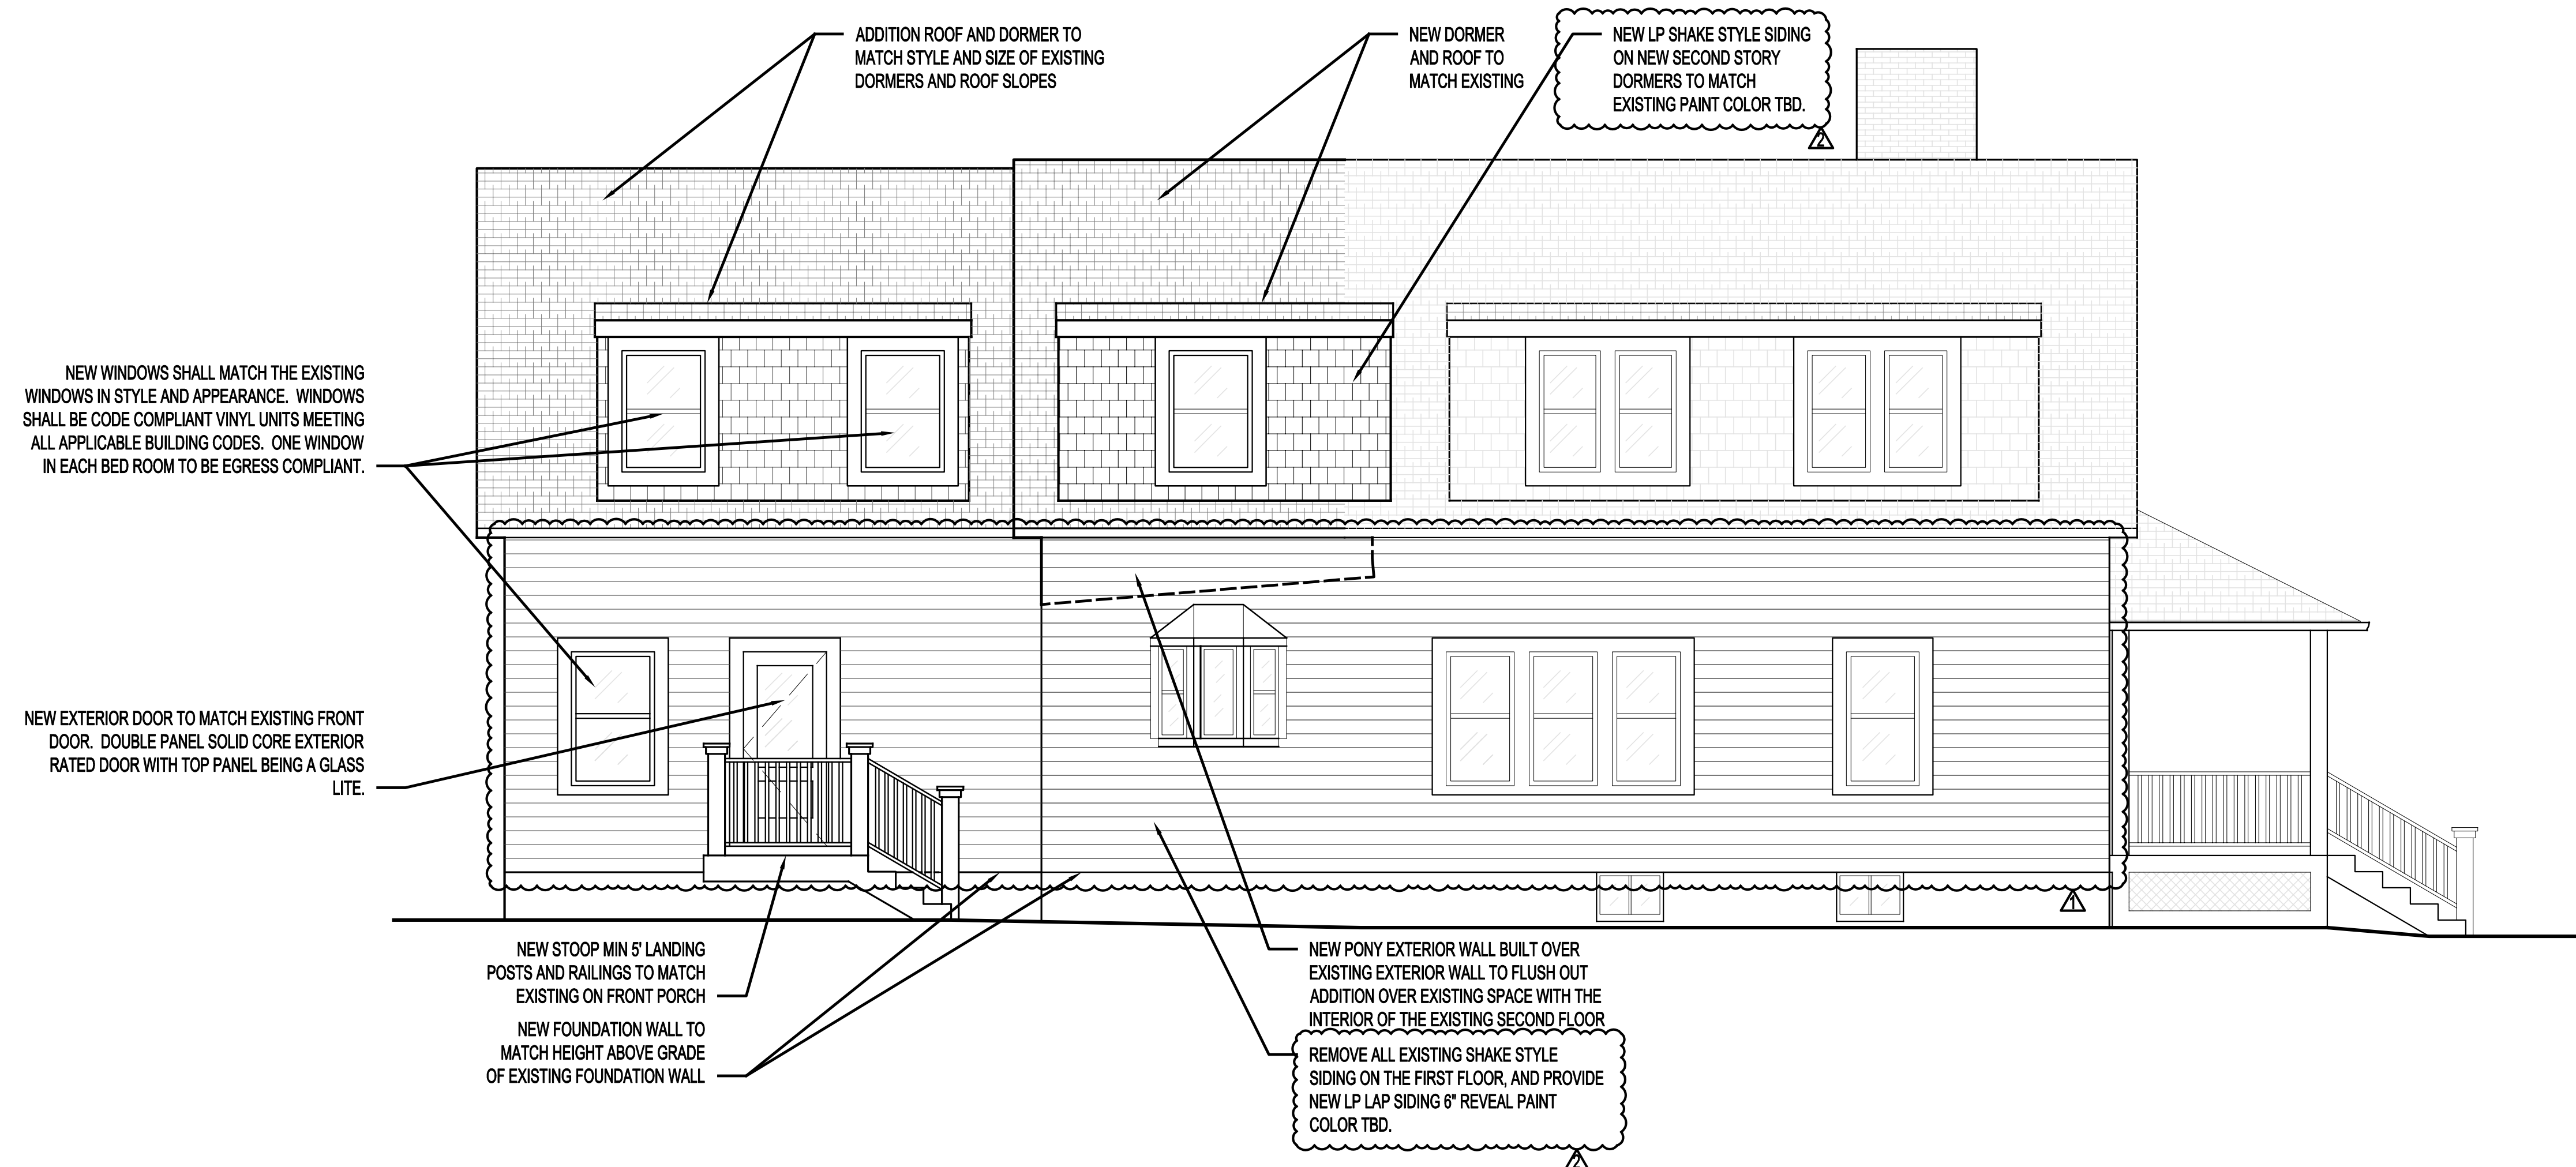 ADDITION ROOF AND DORMER TO
MATCH STYLE AND SIZE OF EXISTING
DORMERS AND ROOF SLOPES
NEW DORMER
AND ROOF TO
MATCH EXISTING
NEW LP SHAKE STYLE SIDING
ON NEW SECOND STORY
DORMERS TO MATCH
EXISTING PAINT COLOR TBD.
2
NEW WINDOWS SHALL MATCH THE EXISTING
WINDOWS IN STYLE AND APPEARANCE.  WINDOWS
SHALL BE CODE COMPLIANT VINYL UNITS MEETING
ALL APPLICABLE BUILDING CODES.  ONE WINDOW
IN EACH BED ROOM TO BE EGRESS COMPLIANT.
NEW EXTERIOR DOOR TO MATCH EXISTING FRONT
DOOR.  DOUBLE PANEL SOLID CORE EXTERIOR
RATED DOOR WITH TOP PANEL BEING A GLASS
LITE.
1
NEW STOOP MIN 5' LANDING
POSTS AND RAILINGS TO MATCH
EXISTING ON FRONT PORCH
NEW FOUNDATION WALL TO
MATCH HEIGHT ABOVE GRADE
OF EXISTING FOUNDATION WALL
NEW PONY EXTERIOR WALL BUILT OVER
EXISTING EXTERIOR WALL TO FLUSH OUT
ADDITION OVER EXISTING SPACE WITH THE
INTERIOR OF THE EXISTING SECOND FLOOR
REMOVE ALL EXISTING SHAKE STYLE
SIDING ON THE FIRST FLOOR, AND PROVIDE
NEW LP LAP SIDING 6" REVEAL PAINT
COLOR TBD.
2